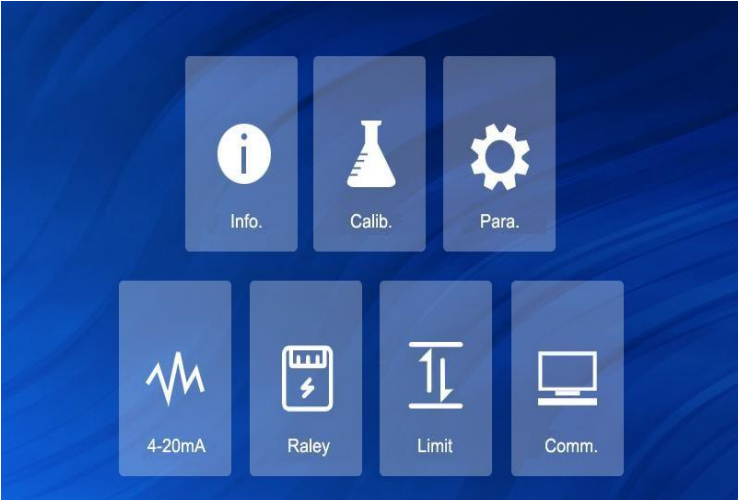 Info.
Calib.
Para.
4-20mA
Raley
Limit
Comm.